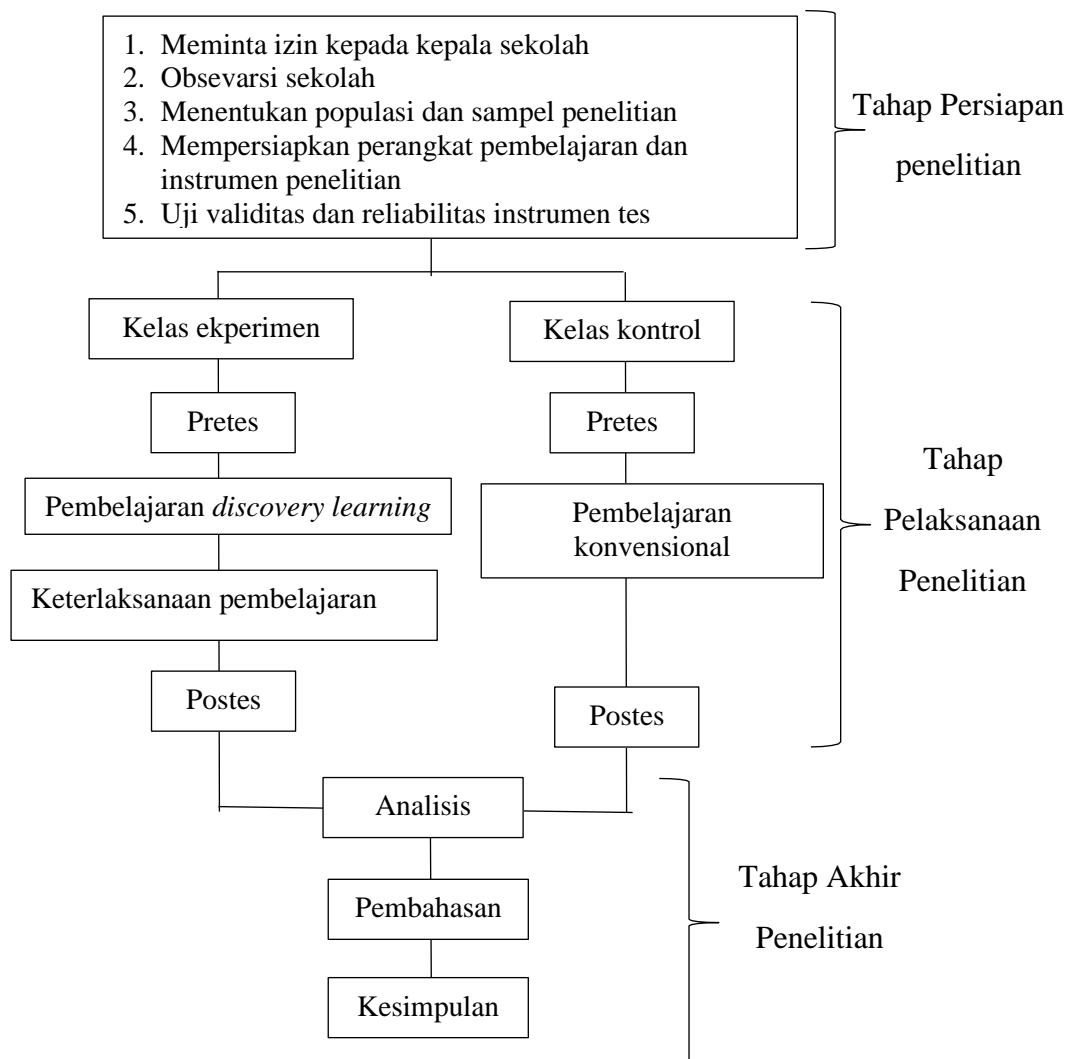 1. Meminta izin kepada kepala sekolah
2. Obsevarsi sekolah
3. Menentukan populasi dan sampel penelitian
4. Mempersiapkan perangkat pembelajaran dan
instrumen penelitian
5. Uji validitas dan reliabilitas instrumen tes
Tahap Persiapan
penelitian
Kelas ekperimen
Kelas kontrol
Pretes
Pretes
Pembelajaran discovery learning
Pembelajaran
konvensional
Keterlaksanaan pembelajaran
Postes
Postes
Tahap
Pelaksanaan
Penelitian
Analisis
Pembahasan
Kesimpulan
Tahap Akhir
Penelitian